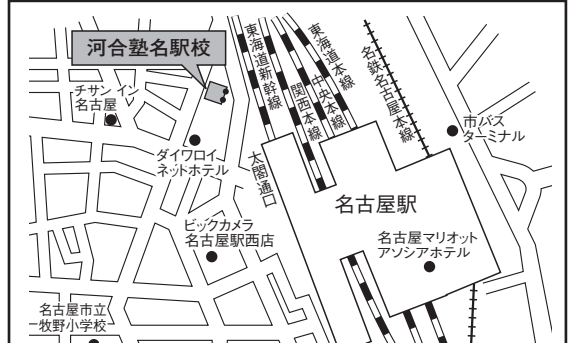 河合塾名駅校
チサン イン
名古屋
ダイワロイ
ネットホテル
東海道新幹線
関西本線
中央本線
東海道本線
名鉄名古屋本線
市バス
ターミナル
太閤通口
名古屋駅
ビックカメラ
名古屋駅西店
名古屋マリオット
アソシアホテル
名古屋市立
牧野小学校